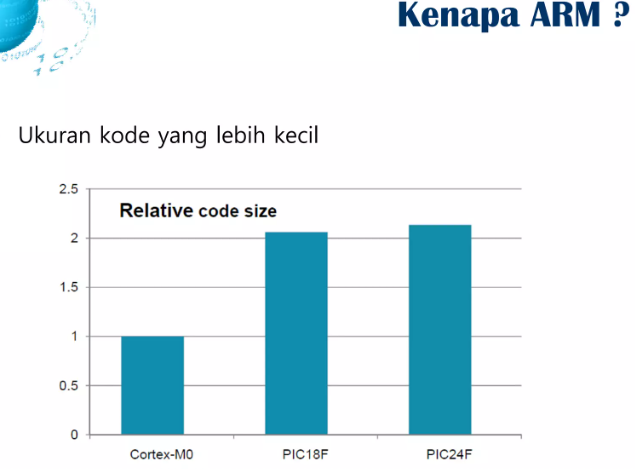 Kenapa ARM ?
Ukuran kode yang lebih kecil
Relative code size
2.5
2
1.5
1
0.5
0
Cortex-M0 PIC18F PIC24F